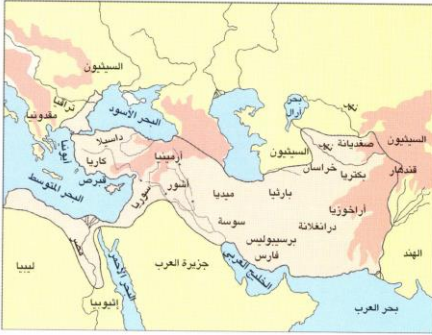 السيثيون
تراقيا
مقدونيا
البحر الأسود
بحر
آرال
صغديانة
السيثيون
السيثيون
ايونيا
داسيلا
كاريا
أرمينيا
خراسان
بكتريا
قندهار
البحر المتوسط
قبرص
سوريا
أشور
ميديا
بارثيا
أراخوزيا
سوسة
درانغلانة
برسيبوليس
فارس
مصر
ليبيا
البحر الأحمر
جزيرة العرب
الخليج العربي
الهند
إثيوبيا
بحر العرب